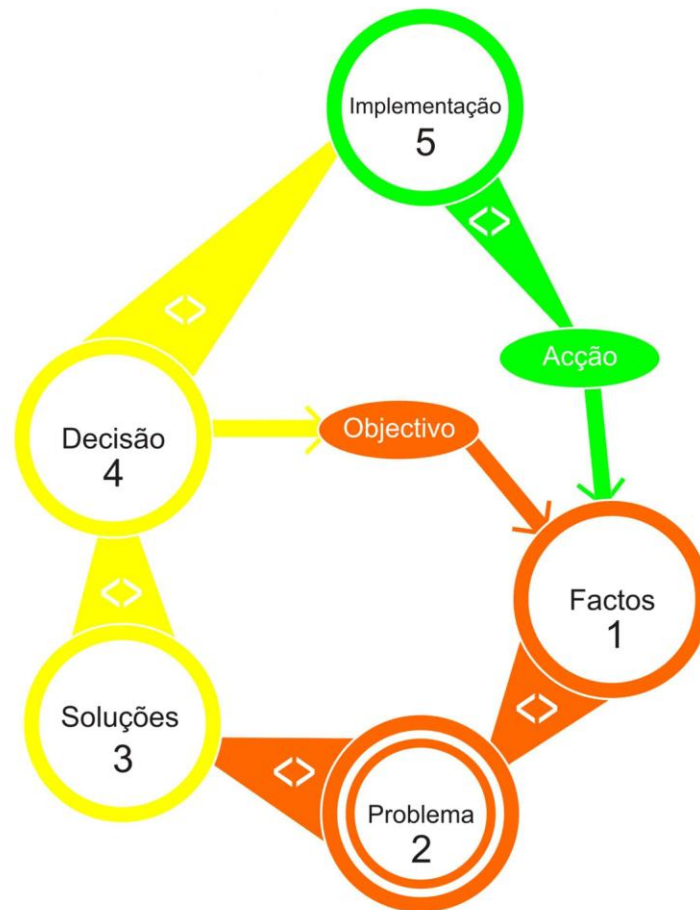 Implementação
5
<>
Acção
<>
Decisão
4
Objectivo
<>
Factos
1
Soluções
3
<>
<>
Problema
2